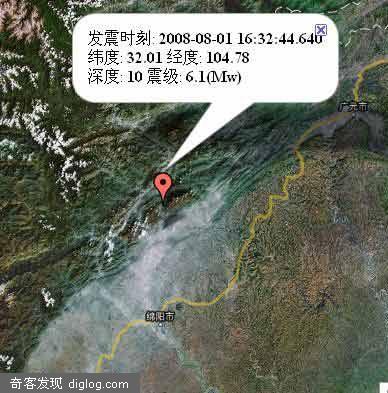 发震时刻: 2008-08-01 16:32:44.640
纬度: 32.01 经度: 104.78
深度: 10 震级: 6.1(Mw)
广元市
绵阳市
奇客发现 diglog.com